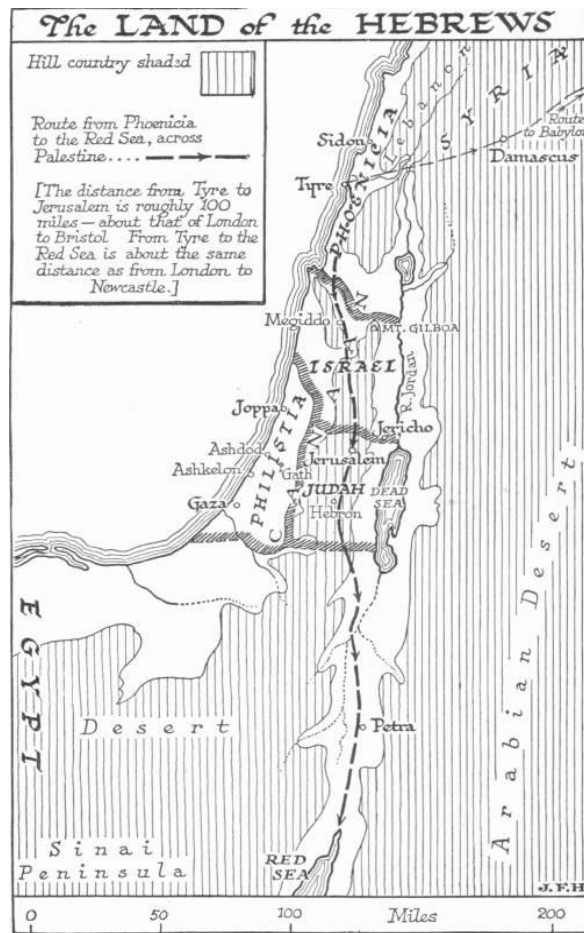 The LAND of the HEBREWS
Hill country shaded
Route from Phoenicia
to the Red Sea, across
Palestine....
[The distance from Tyre to
Jerusalem is roughly 100
miles — about that of London
to Bristol From Tyre to the
Red Sea is about the same
distance as from London to
Newcastle.]
SYRIA
Lebanon
Route
to Babylon
Damascus
Sidon
Tyre
PHOENICIA
CANAAN
Megiddo
MT. GILBOA
ISRAEL
R. Jordan
Joppa
Jericho
PHILISTIA
Ashdod
Jerusalem
Ashkelon
Gath
JUDAH
DEAD
SEA
Gaza
Hebron
EGYPT
Desert
Petra
Arabian Desert
Sinai
Peninsula
RED
SEA
J.F.H
0 50 100 Miles 200